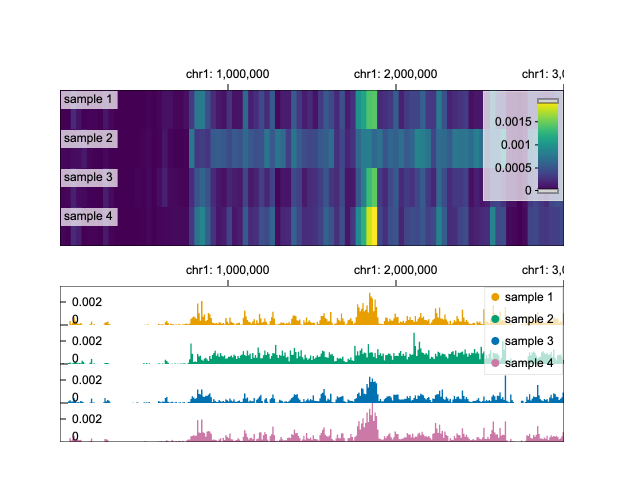 chr1: 1,000,000 chr1: 2,000,000 chr1: 3,0
sample 1
sample 2
sample 3
sample 4
0.0015
0.001
0.0005
0
chr1: 1,000,000 chr1: 2,000,000 chr1: 3,0
0.002
0
0.002
0
0.002
0
0.002
0
sample 1
sample 2
sample 3
sample 4